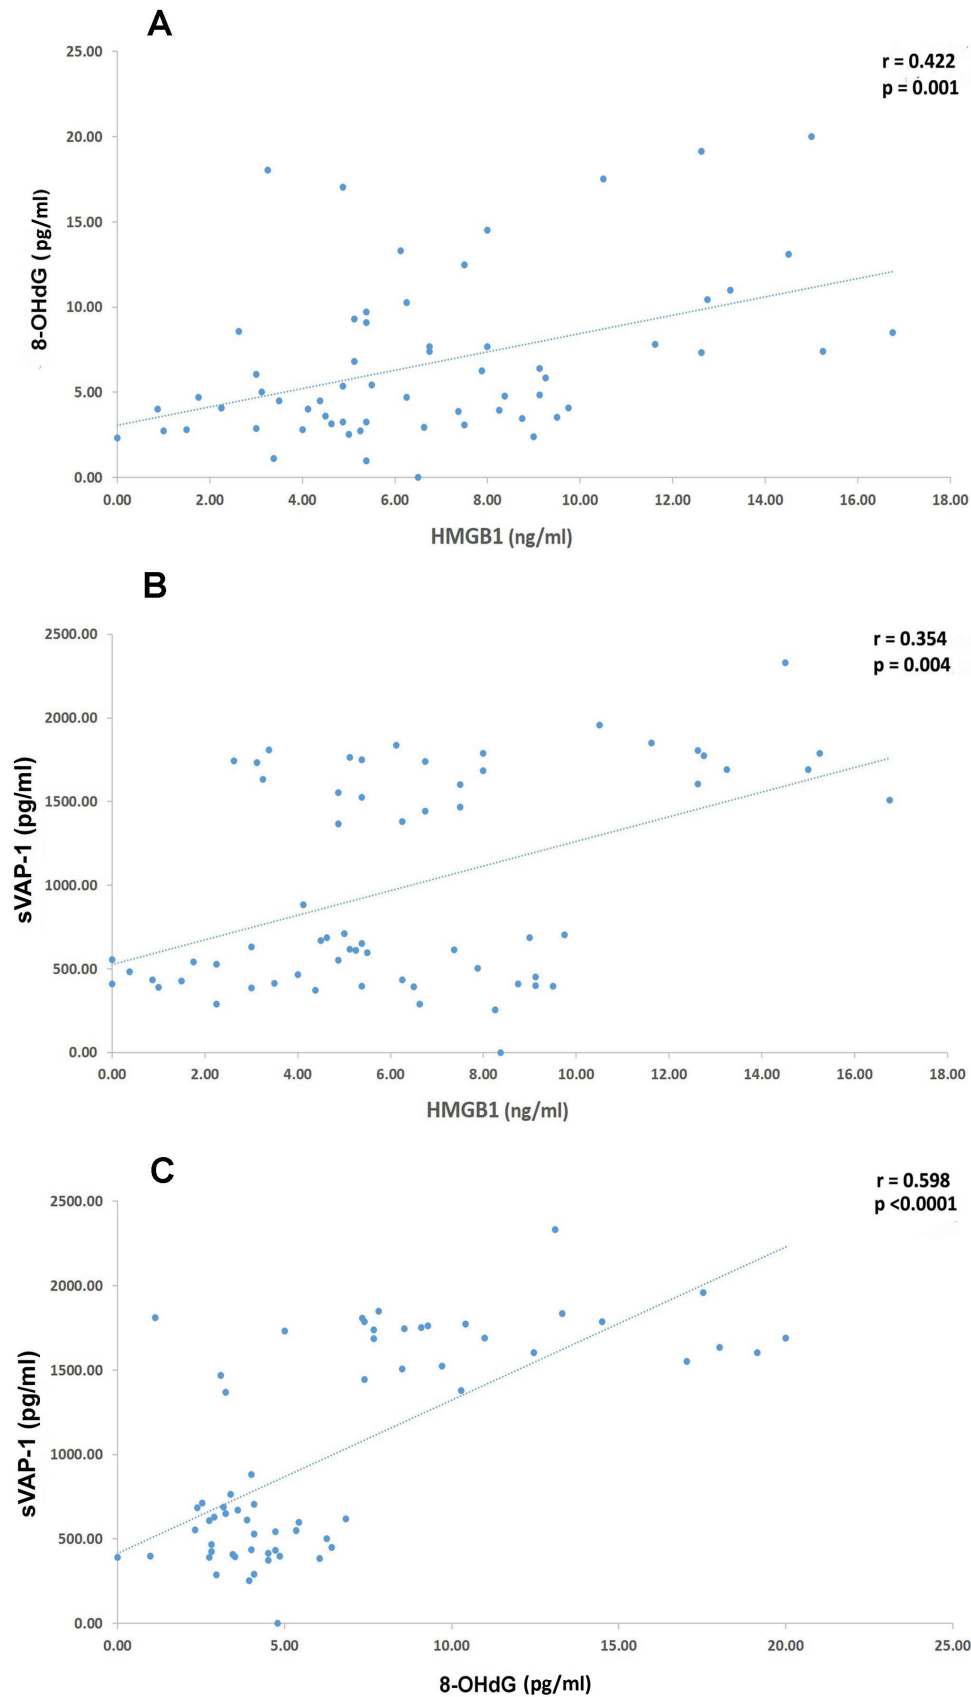 A
25.00
r = 0.422
p = 0.001
20.00
15.00
8-OHdG (pg/ml)
10.00
5.00
0.00
0.00 2.00 4.00 6.00 8.00 10.00 12.00 14.00 16.00 18.00
HMGB1 (ng/ml)
B
2500.00
r = 0.354
p = 0.004
2000.00
1500.00
sVAP-1 (pg/ml)
1000.00
500.00
0.00
0.00 2.00 4.00 6.00 8.00 10.00 12.00 14.00 16.00 18.00
HMGB1 (ng/ml)
C
r = 0.598
p <0.0001
2500.00
2000.00
1500.00
sVAP-1 (pg/ml)
1000.00
500.00
0.00
0.00 5.00 10.00 15.00 20.00 25.00
8-OHdG (pg/ml)